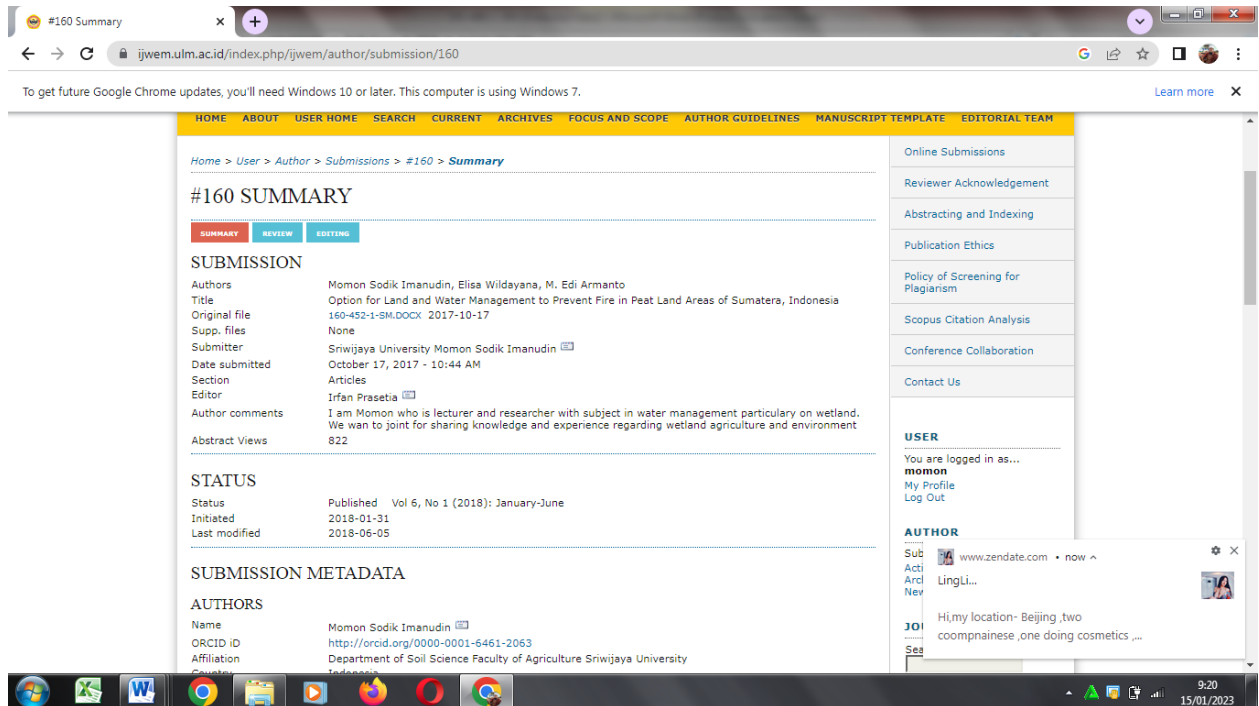 #160 Summary
ijwem.ulm.ac.id/index.php/ijwem/author/submission/160
To get future Google Chrome updates, you'll need Windows 10 or later. This computer is using Windows 7.
Learn more
HOME ABOUT USER HOME SEARCH CURRENT ARCHIVES FOCUS AND SCOPE AUTHOR GUIDELINES MANUSCRIPT TEMPLATE EDITORIAL TEAM
Home > User > Author > Submissions > #160 > Summary
#160 SUMMARY
SUMMARY REVIEW EDITING
SUBMISSION
Authors Momon Sodik Imanudin, Elisa Wildayana, M. Edi Armanto
Title Option for Land and Water Management to Prevent Fire in Peat Land Areas of Sumatera, Indonesia
Original file 160-452-1-SM.DOCX 2017-10-17
Supp. files None
Submitter Sriwijaya University Momon Sodik Imanudin
Date submitted October 17, 2017 - 10:44 AM
Section Articles
Editor Irfan Prasetia
Author comments I am Momon who is lecturer and researcher with subject in water management particulary on wetland.
We wan to joint for sharing knowledge and experience regarding wetland agriculture and environment
Abstract Views 822
STATUS
Status Published Vol 6, No 1 (2018): January-June
Initiated 2018-01-31
Last modified 2018-06-05
SUBMISSION METADATA
AUTHORS
Name Momon Sodik Imanudin
ORCID iD http://orcid.org/0000-0001-6461-2063
Affiliation Department of Soil Science Faculty of Agriculture Sriwijaya University
Country Indonesia
Online Submissions
Reviewer Acknowledgement
Abstracting and Indexing
Publication Ethics
Policy of Screening for
Plagiarism
Scopus Citation Analysis
Conference Collaboration
Contact Us
USER
You are logged in as...
momon
My Profile
Log Out
AUTHOR
Sub
Acti
Arcl
New
JO
Sea
www.zendate.com • now
LingLi...
Hi,my location- Beijing ,two
coompnainese ,one doing cosmetics ,...
9:20
15/01/2023